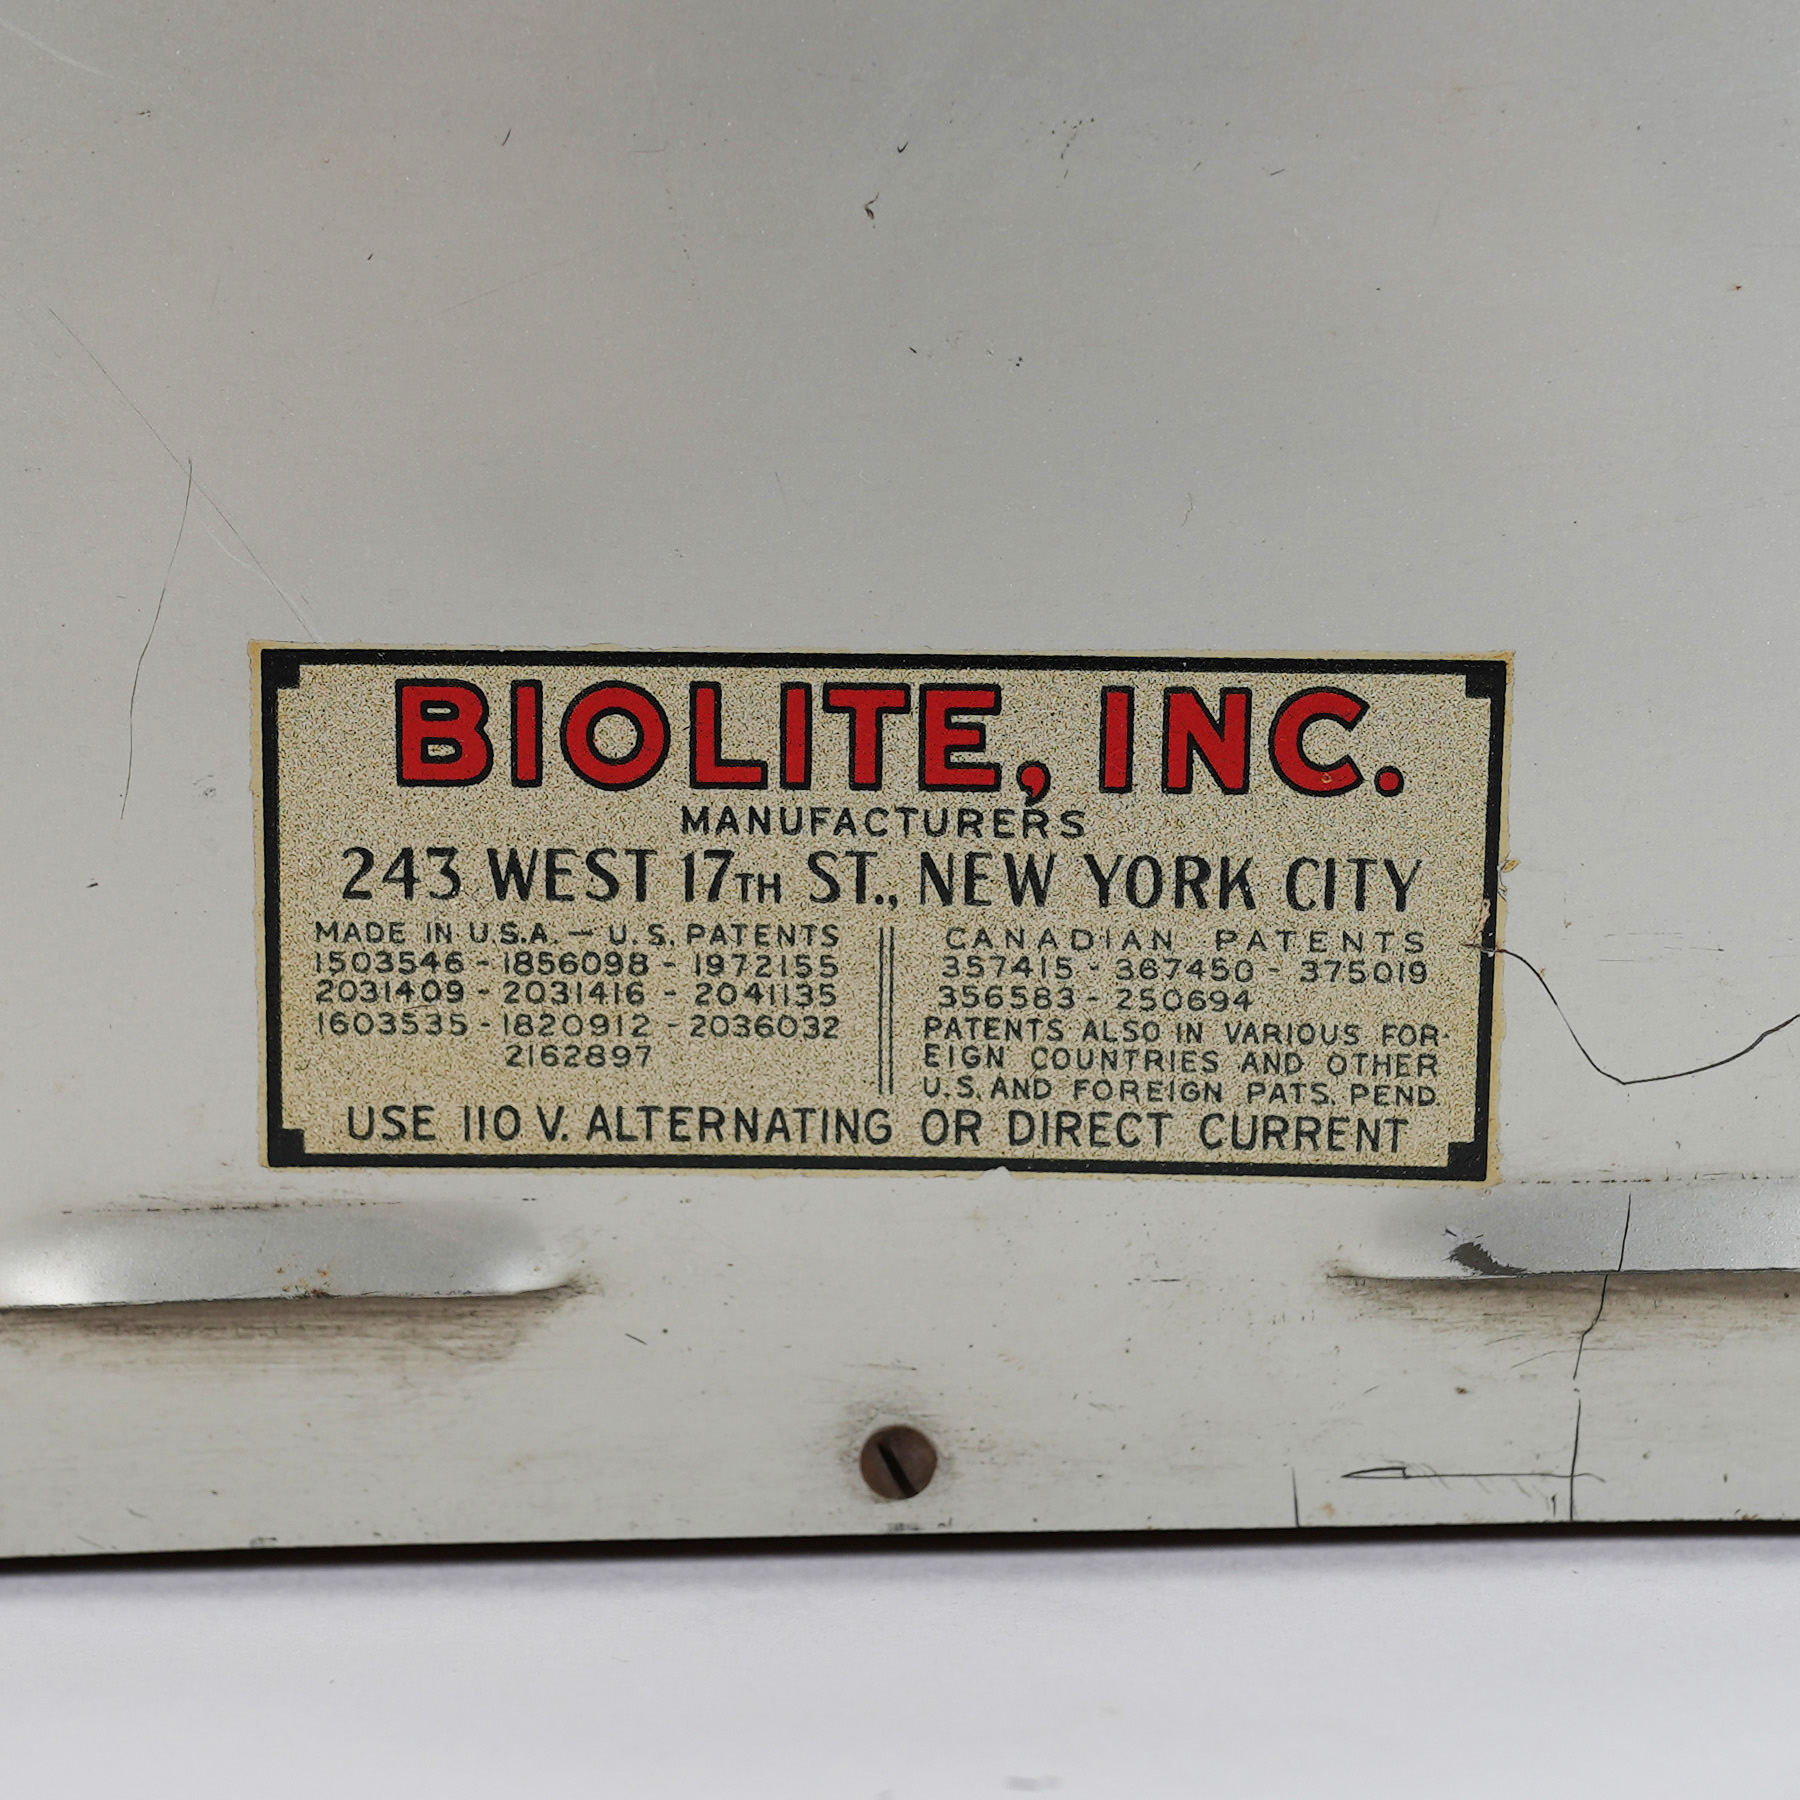 BIOLITE, INC.
MANUFACTURERS
243 WEST 17TH ST., NEW YORK CITY
MADE IN U.S.A. — U.S. PATENTS
1503546 - 1856098 - 1972155
2031409 - 2031416 - 2041135
1603535 - 1820912 - 2036032
2162897
CANADIAN PATENTS
357415 - 367450 - 375019
356583 - 250694
PATENTS ALSO IN VARIOUS FOR-
EIGN COUNTRIES AND OTHER
U.S. AND FOREIGN PATS. PEND.
USE 110 V. ALTERNATING OR DIRECT CURRENT